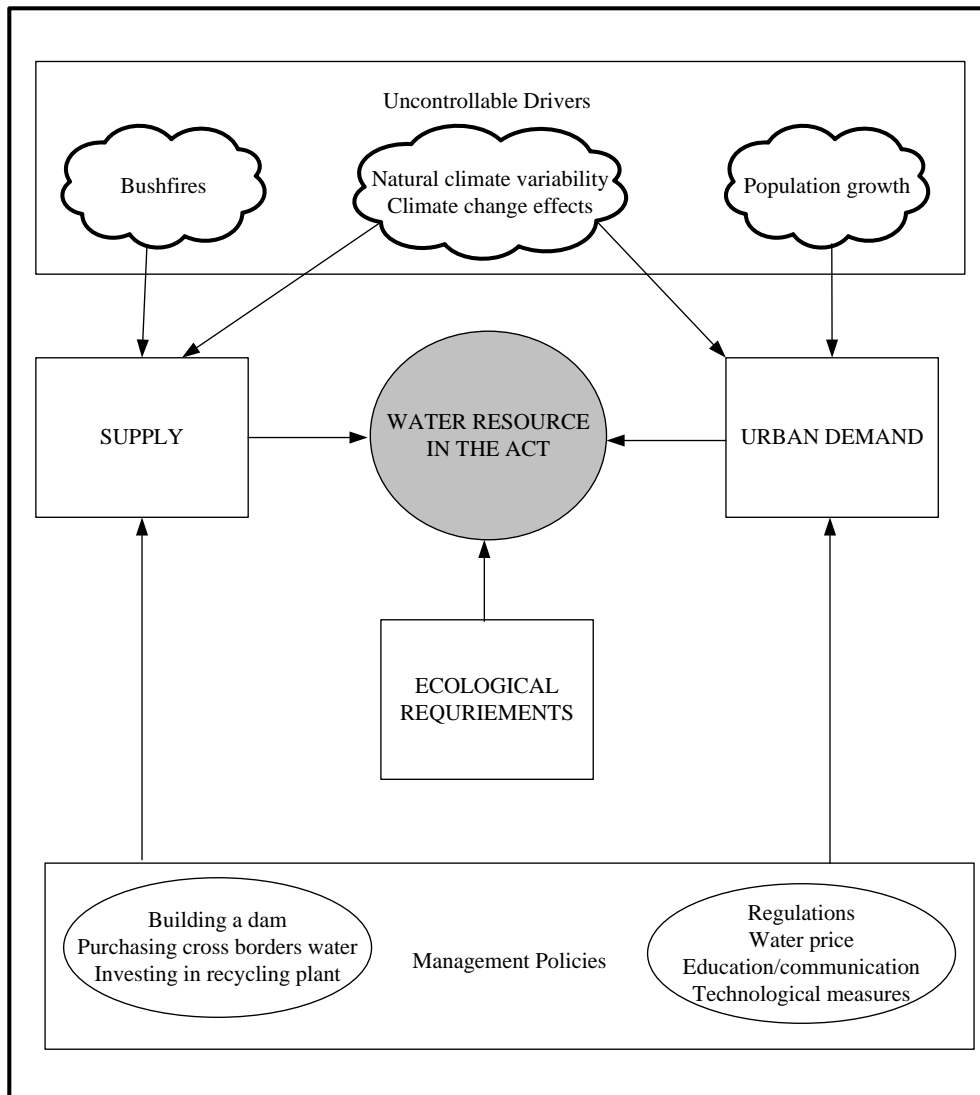 Uncontrollable Drivers
Bushfires
Natural climate variability
Climate change effects
Population growth
SUPPLY
WATER RESOURCE
IN THE ACT
URBAN DEMAND
ECOLOGICAL
REQURIEMENTS
Building a dam
Purchasing cross borders water
Investing in recycling plant
Management Policies
Regulations
Water price
Education/communication
Technological measures